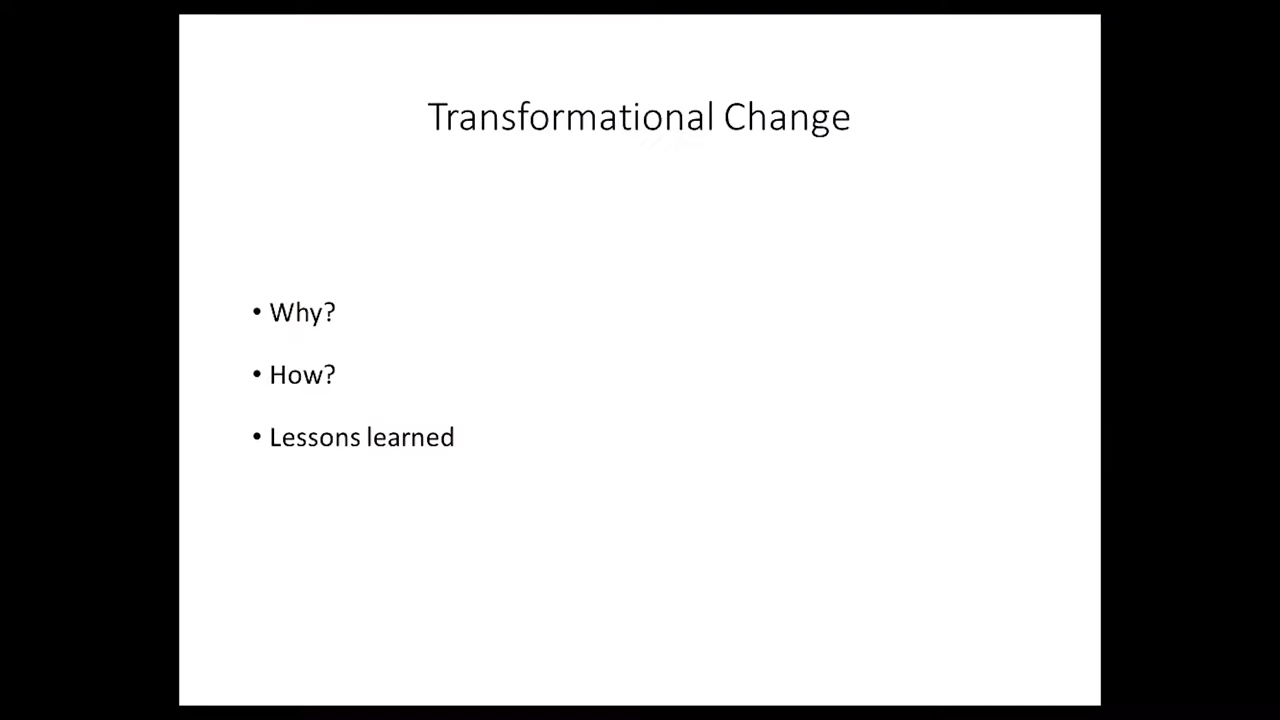 Transformational Change
• Why?
• How?
• Lessons learned